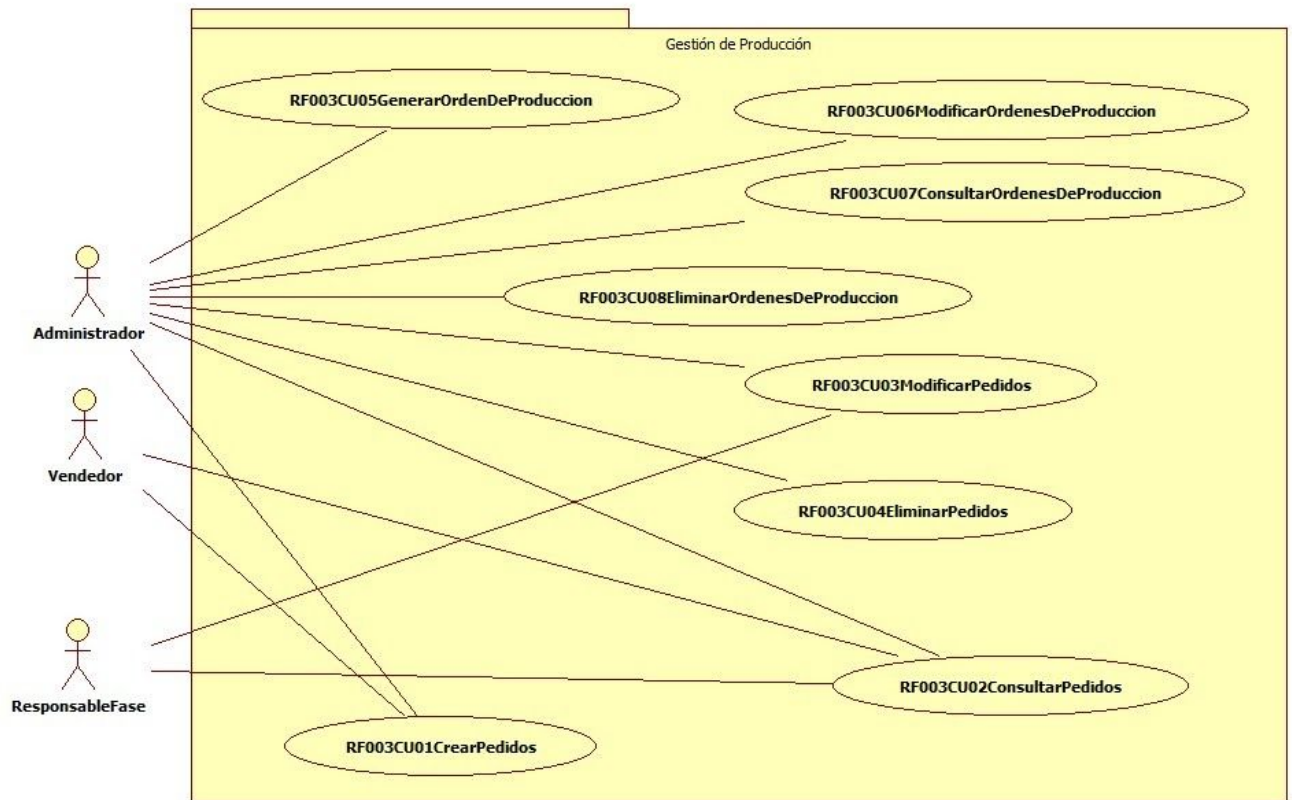 Gestión de Producción
RF003CU05GenerarOrdenDeProduccion
RF003CU06ModificarOrdenesDeProduccion
RF003CU07ConsultarOrdenesDeProduccion
RF003CU08EliminarOrdenesDeProduccion
Administrador
RF003CU03ModificarPedidos
Vendedor
RF003CU04EliminarPedidos
RF003CU02ConsultarPedidos
ResponsableFase
RF003CU01CrearPedidos